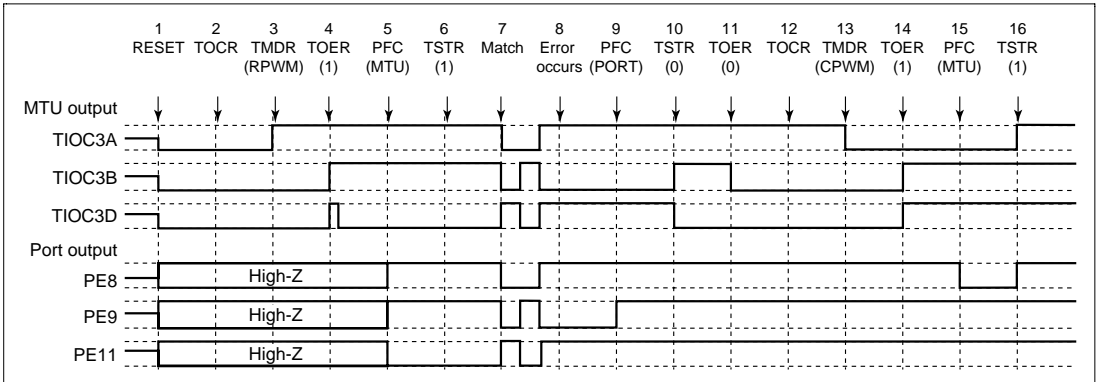 1 2 3 4 5 6 7 8 9 10 11 12 13 14 15 16
RESET TOCR TMDR TOER PFC TSTR Match Error PFC TSTR TOER TOCR TMDR TOER PFC TSTR
(RPWM) (1) (MTU) (1) occurs (PORT) (0) (0) (CPWM) (1) (MTU) (1)
MTU output
TIOC3A
TIOC3B
TIOC3D
Port output
PE8 High-Z
PE9 High-Z
PE11 High-Z